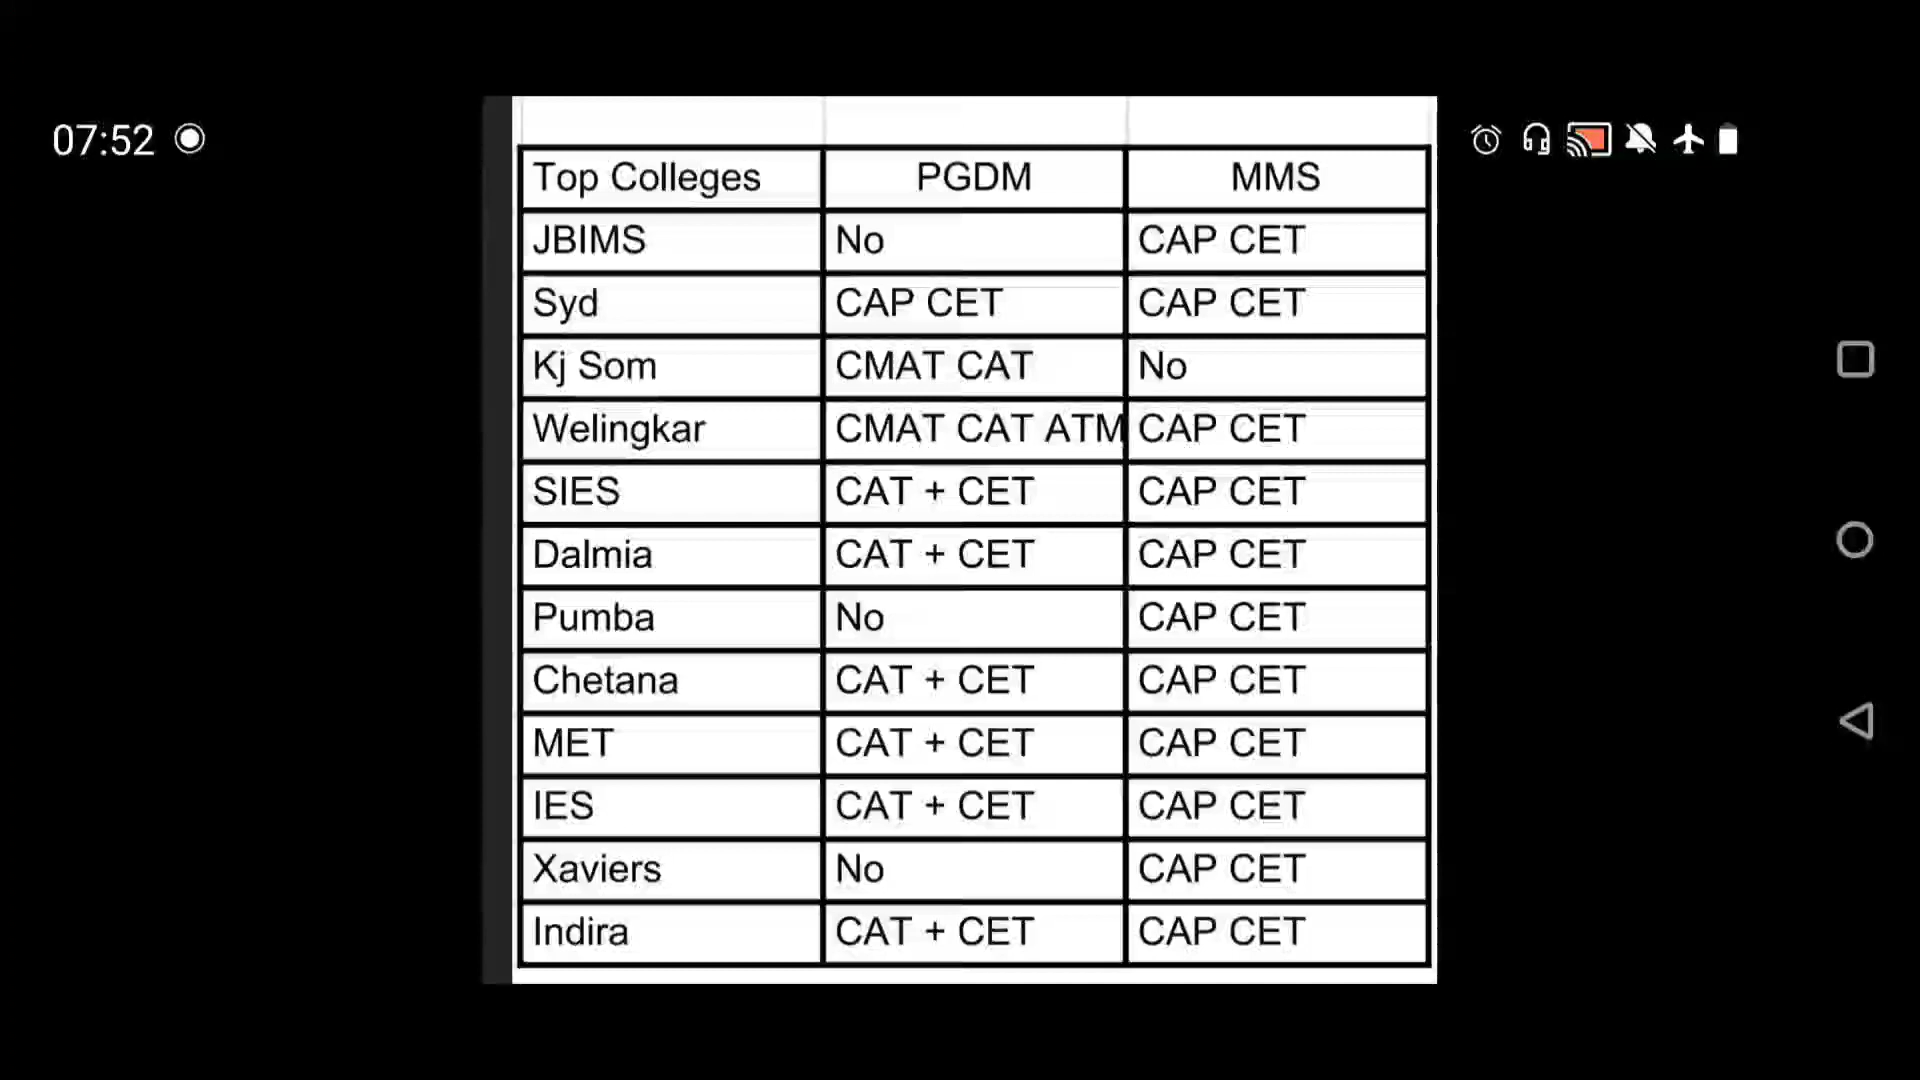 07:52
Top Colleges PGDM MMS
JBIMS No CAP CET
Syd CAP CET CAP CET
Kj Som CMAT CAT No
Welingkar CMAT CAT ATM CAP CET
SIES CAT + CET CAP CET
Dalmia CAT + CET CAP CET
Pumba No CAP CET
Chetana CAT + CET CAP CET
MET CAT + CET CAP CET
IES CAT + CET CAP CET
Xaviers No CAP CET
Indira CAT + CET CAP CET